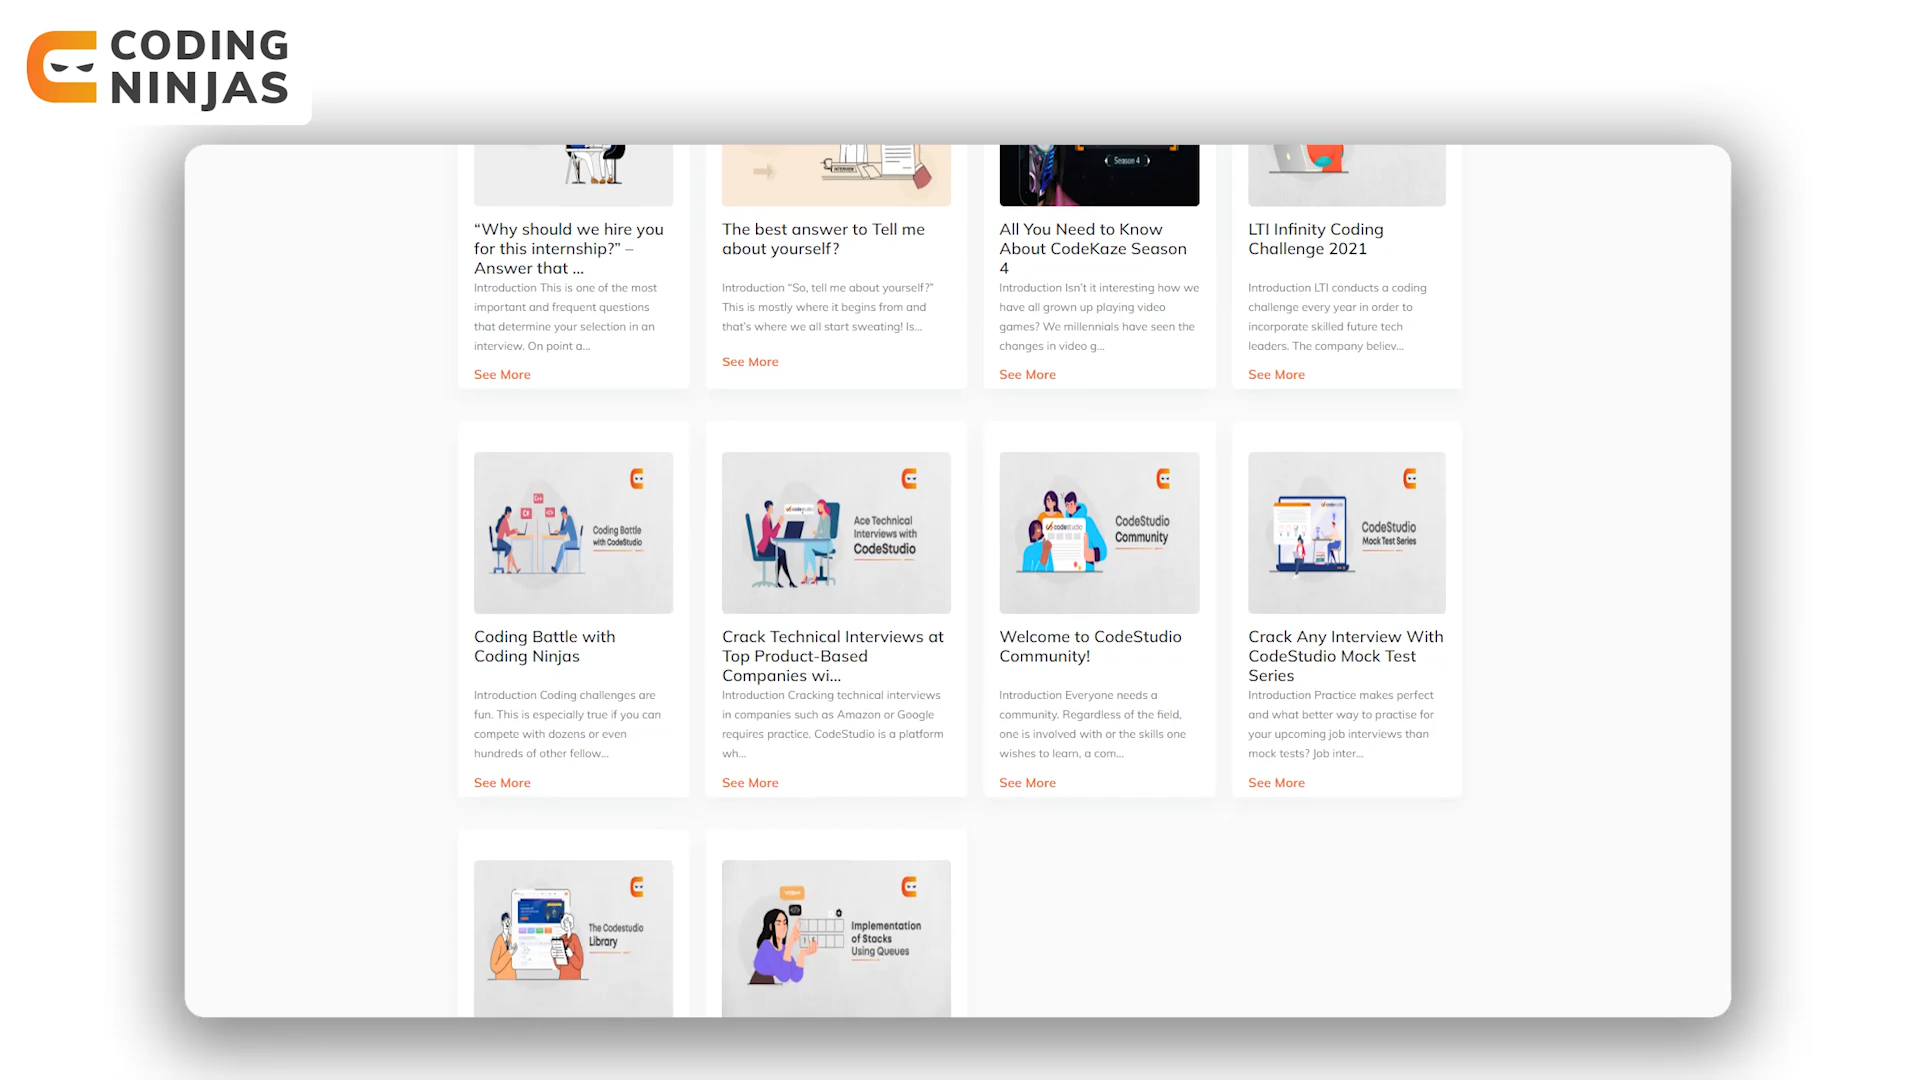 CODING
NINJAS
INTERVIEW
Season 4
“Why should we hire you
for this internship?” –
Answer that ...
Introduction This is one of the most
important and frequent questions
that determine your selection in an
interview. On point a...
See More
The best answer to Tell me
about yourself?
Introduction “So, tell me about yourself?”
This is mostly where it begins from and
that’s where we all start sweating! Is...
See More
All You Need to Know
About CodeKaze Season
4
Introduction Isn’t it interesting how we
have all grown up playing video
games? We millennials have seen the
changes in video g...
See More
LTI Infinity Coding
Challenge 2021
Introduction LTI conducts a coding
challenge every year in order to
incorporate skilled future tech
leaders. The company believ...
See More
C++
C#
</>
Coding Battle
with CodeStudio
Coding Battle with
Coding Ninjas
Introduction Coding challenges are
fun. This is especially true if you can
compete with dozens or even
hundreds of other fellow...
See More
codestudio
Ace Technical
Interviews with
CodeStudio
Crack Technical Interviews at
Top Product-Based
Companies wi...
Introduction Cracking technical interviews
in companies such as Amazon or Google
requires practice. CodeStudio is a platform
wh...
See More
codestudio
CodeStudio
Community
Welcome to CodeStudio
Community!
Introduction Everyone needs a
community. Regardless of the field,
one is involved with or the skills one
wishes to learn, a com...
See More
CodeStudio
Mock Test Series
Crack Any Interview With
CodeStudio Mock Test
Series
Introduction Practice makes perfect
and what better way to practise for
your upcoming job interviews than
mock tests? Job inter...
See More
The Codestudio
Library
Implementation
of Stacks
Using Queues